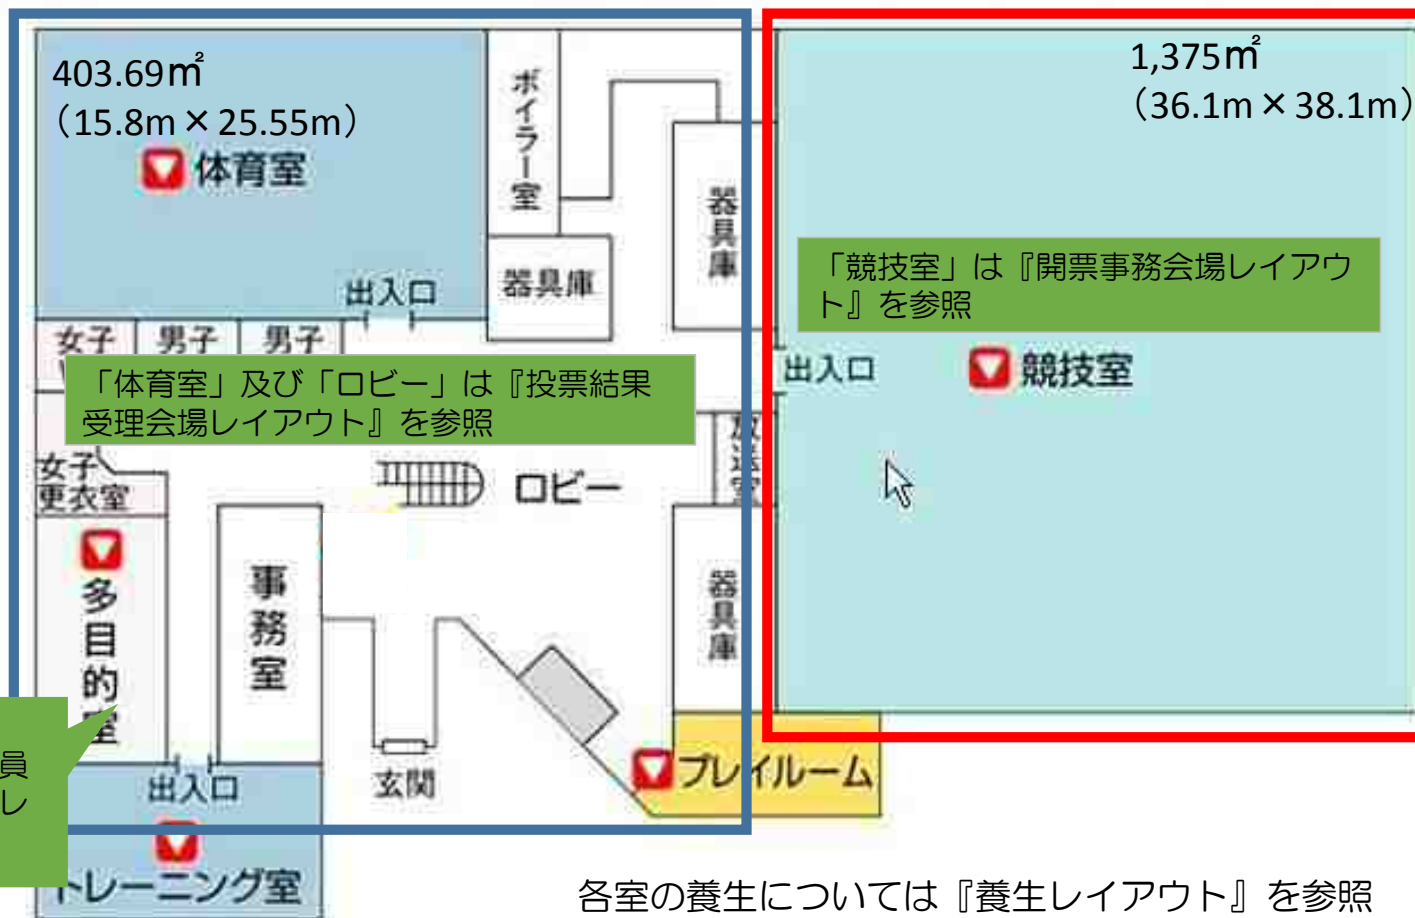 403.69㎡
（15.8m×25.55m）
体育室
ボイラー室
器具庫
器具庫
1,375㎡
（36.1m×38.1m）
「競技室」は『開票事務会場レイアウ
ト』を参照
出入口
競技室
出入口
女子
男子
男子
「体育室」及び「ロビー」は『投票結果
受理会場レイアウト』を参照
女子
更衣室
ロビー
多目的室
事務室
器具庫
員
レ
出入口
玄関
プレイルーム
トレーニング室
各室の養生については『養生レイアウト』を参照